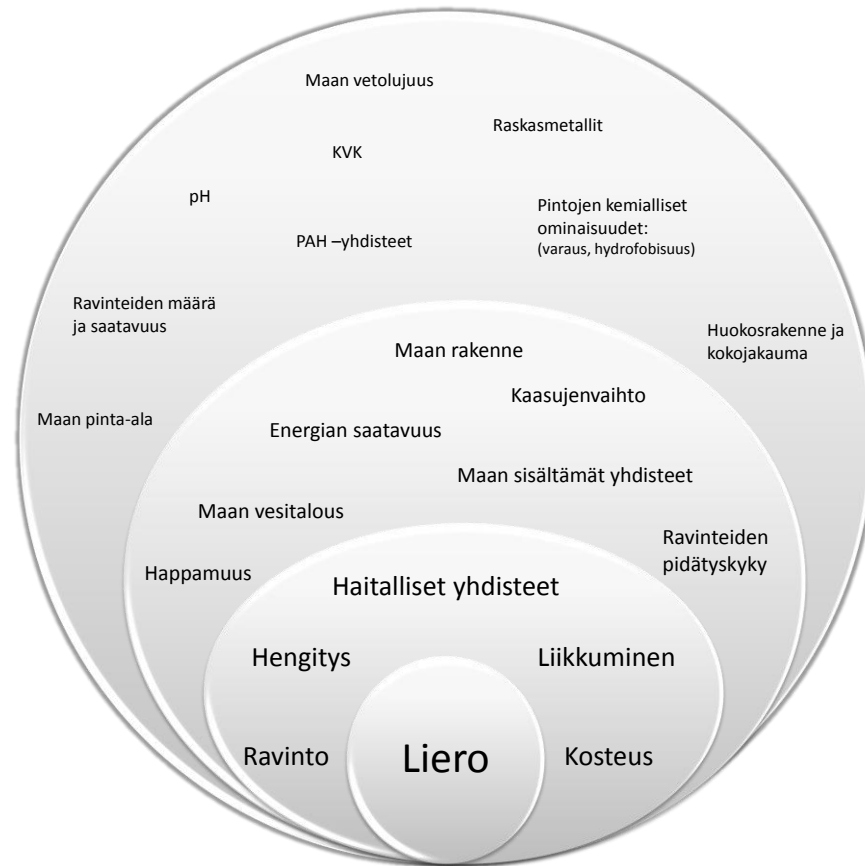 Maan vetolujuus
Raskasmetallit
KVK
pH
Pintojen kemialliset
ominaisuudet:
(varaus, hydrofobisuus)
PAH –yhdisteet
Ravinteiden määrä
ja saatavuus
Huokosrakenne ja
kokojakauma
Maan pinta-ala
Maan rakenne
Kaasujenvaihto
Energian saatavuus
Maan sisältämät yhdisteet
Maan vesitalous
Ravinteiden
pidätyskyky
Happamuus
Haitalliset yhdisteet
Hengitys
Liikkuminen
Ravinto
Liero
Kosteus